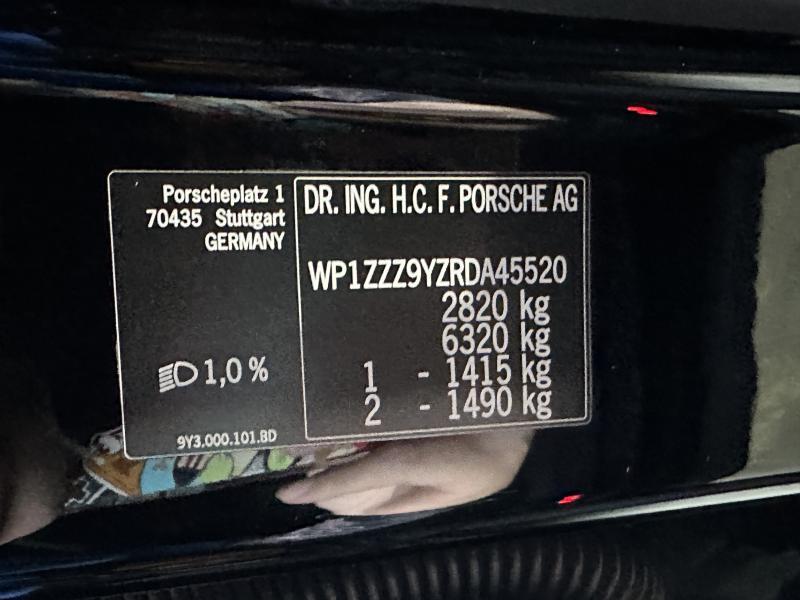 Porscheplatz 1
70435 Stuttgart
GERMANY
1,0 %
9Y3.000.101.BD
DR. ING. H.C. F. PORSCHE AG
WP1ZZZ9YZRDA45520
2820 kg
6320 kg
1 - 1415 kg
2 - 1490 kg